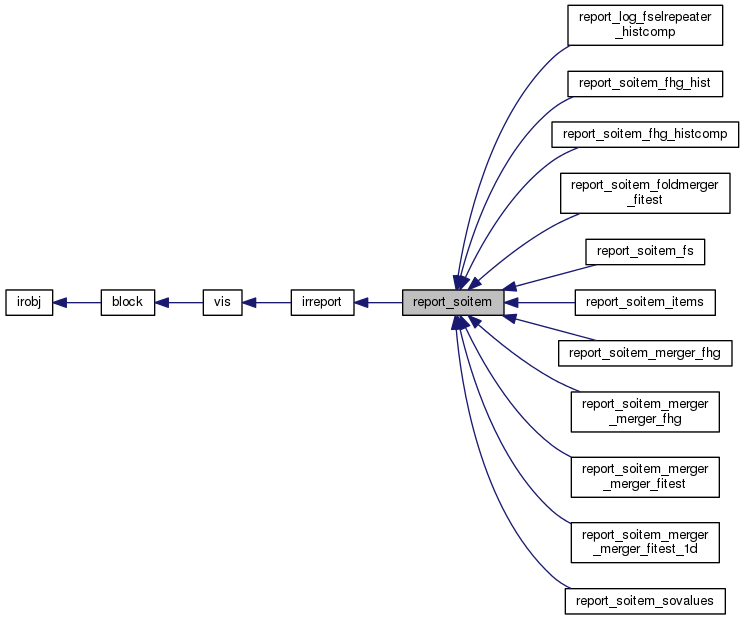 report_log_fselrepeater
_histcomp
report_soitem_fhg_hist
report_soitem_fhg_histcomp
report_soitem_foldmerger
_fitest
report_soitem_fs
irobj
block
vis
irreport
report_soitem
report_soitem_items
report_soitem_merger_fhg
report_soitem_merger
_merger_fhg
report_soitem_merger
_merger_fitest
report_soitem_merger
_merger_fitest_1d
report_soitem_sovalues